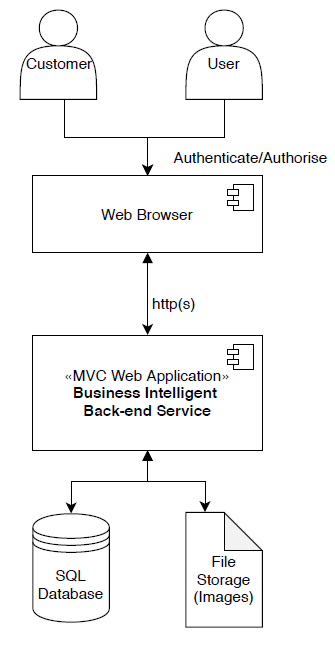 Customer
User
Authenticate/Authorise
Web Browser
http(s)
«MVC Web Application»
Business Intelligent
Back-end Service
SQL
Database
File
Storage
(Images)